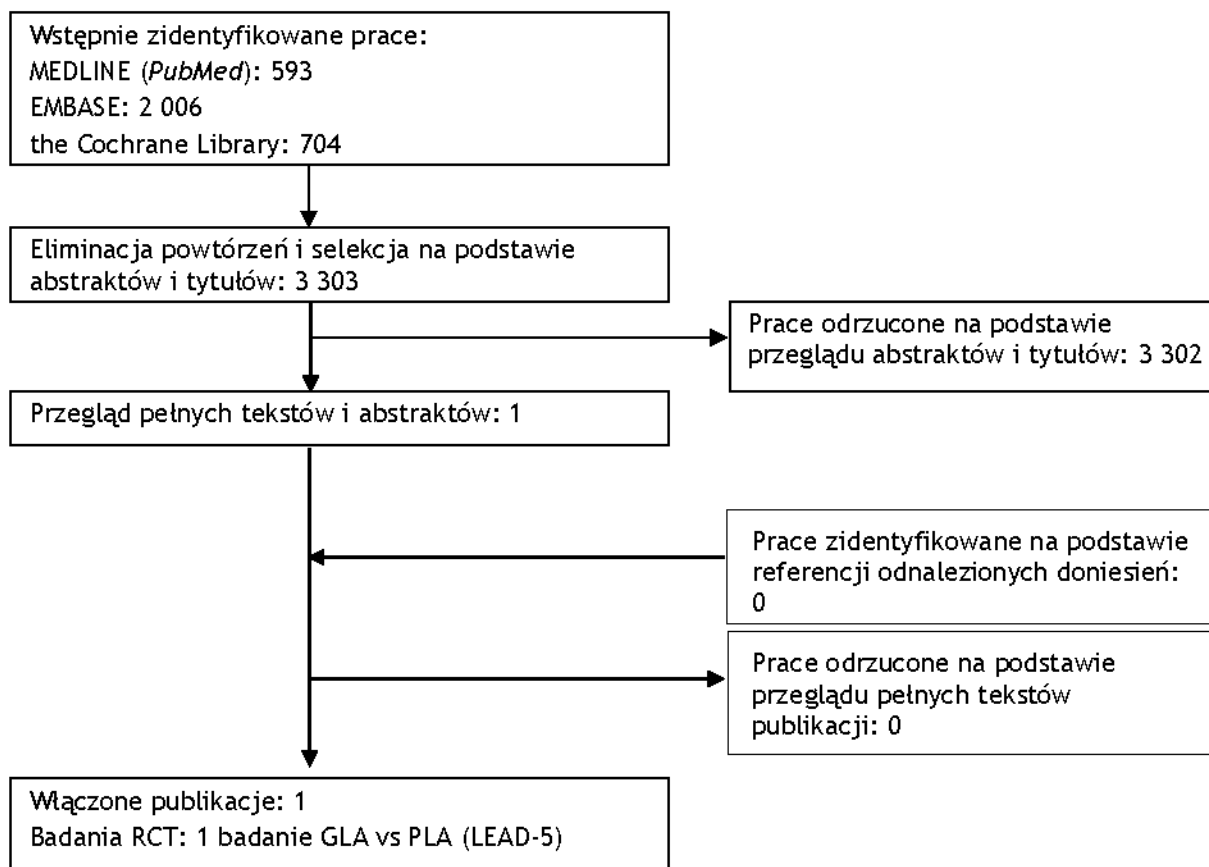 Wstępnie zidentyfikowane prace:
MEDLINE (PubMed): 593
EMBASE: 2 006
the Cochrane Library: 704
Eliminacja powtórzeń i selekcja na podstawie
abstraktów i tytułów: 3 303
Prace odrzucone na podstawie
przeglądu abstraktów i tytułów: 3 302
Przegląd pełnych tekstów i abstraktów: 1
Prace zidentyfikowane na podstawie
referencji odnalezionych doniesień:
0
Prace odrzucone na podstawie
przeglądu pełnych tekstów
publikacji: 0
Włączone publikacje: 1
Badania RCT: 1 badanie GLA vs PLA (LEAD-5)